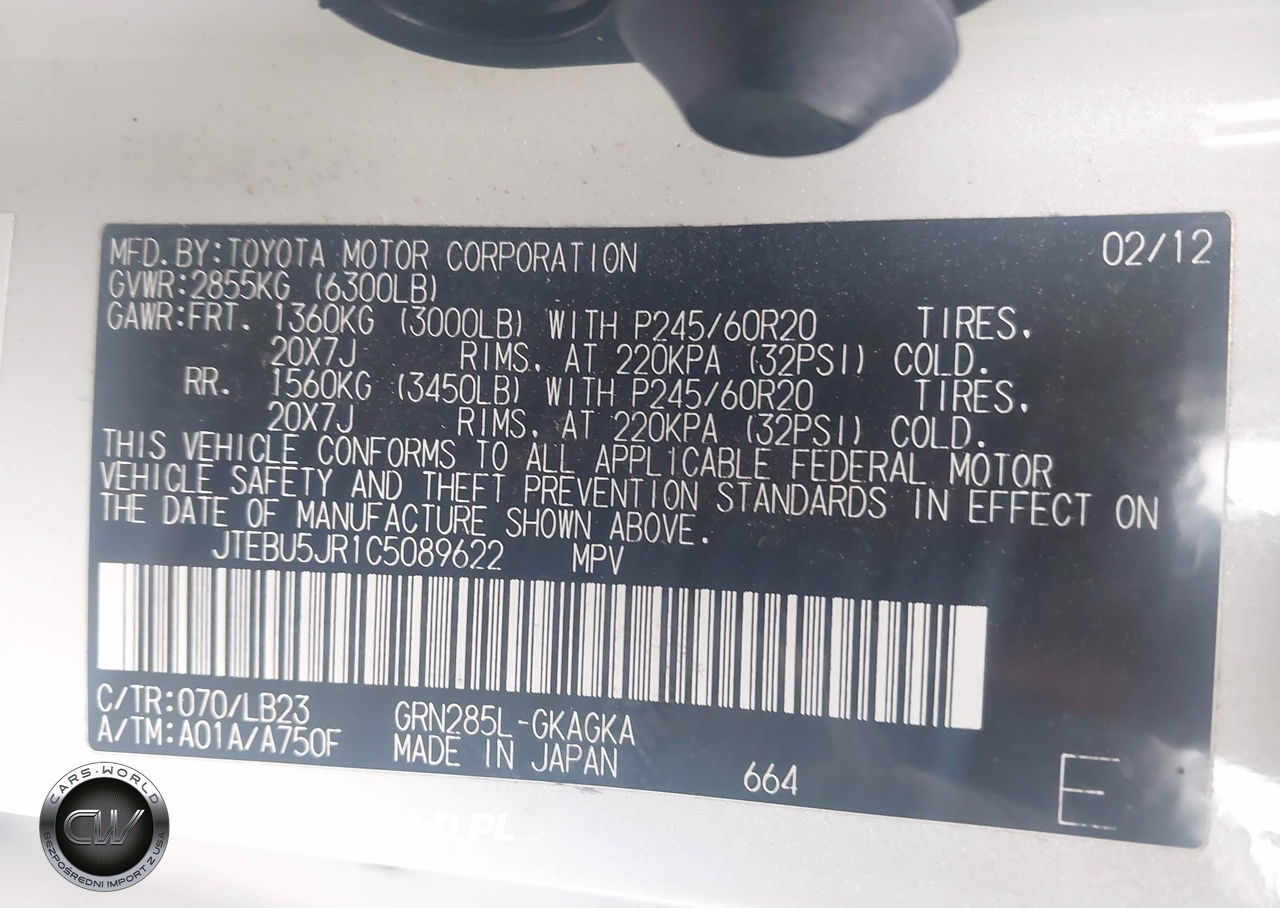 MFD. BY: TOYOTA MOTOR CORPORATION 02/12
GVWR: 2855KG (6300LB)
GAWR: FRT. 1360KG (3000LB) WITH P245/60R20 TIRES.
20X7J RIMS. AT 220KPA (32PSI) COLD.
RR. 1560KG (3450LB) WITH P245/60R20 TIRES.
20X7J RIMS. AT 220KPA (32PSI) COLD.
THIS VEHICLE CONFORMS TO ALL APPLICABLE FEDERAL MOTOR
VEHICLE SAFETY AND THEFT PREVENTION STANDARDS IN EFFECT ON
THE DATE OF MANUFACTURE SHOWN ABOVE.
JTEBU5JR1C5089622 MPV
C/TR: 070/LB23 GRN285L-GKAGKA
A/TM: A01A/A750F MADE IN JAPAN
664 E
CARS-WORLD
CW
BEZPOŚREDNI IMPORT Z USA